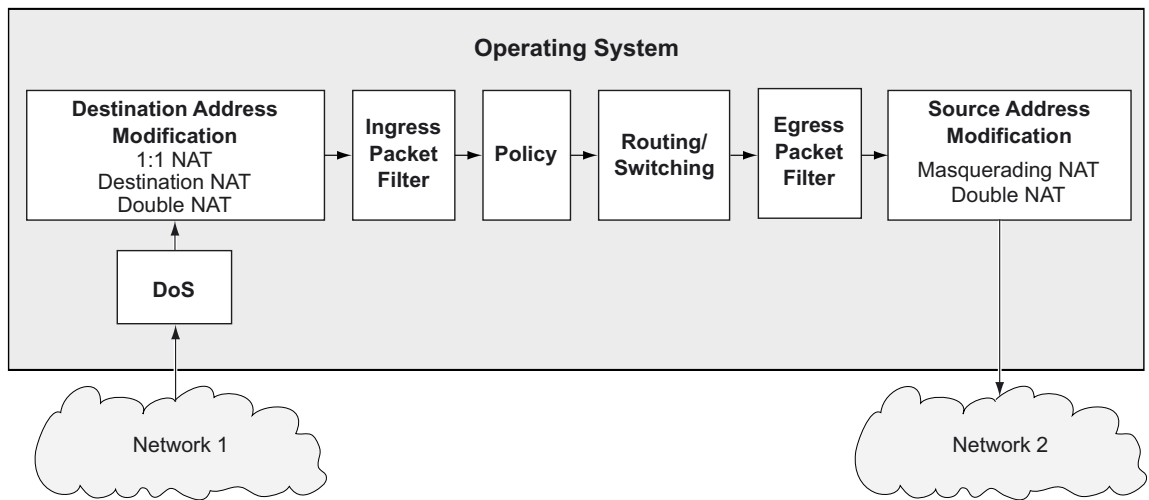 Operating System
Destination Address
Modification
1:1 NAT
Destination NAT
Double NAT
Ingress
Packet
Filter
Policy
Routing/
Switching
Egress
Packet
Filter
Source Address
Modification
Masquerading NAT
Double NAT
DoS
Network 1
Network 2